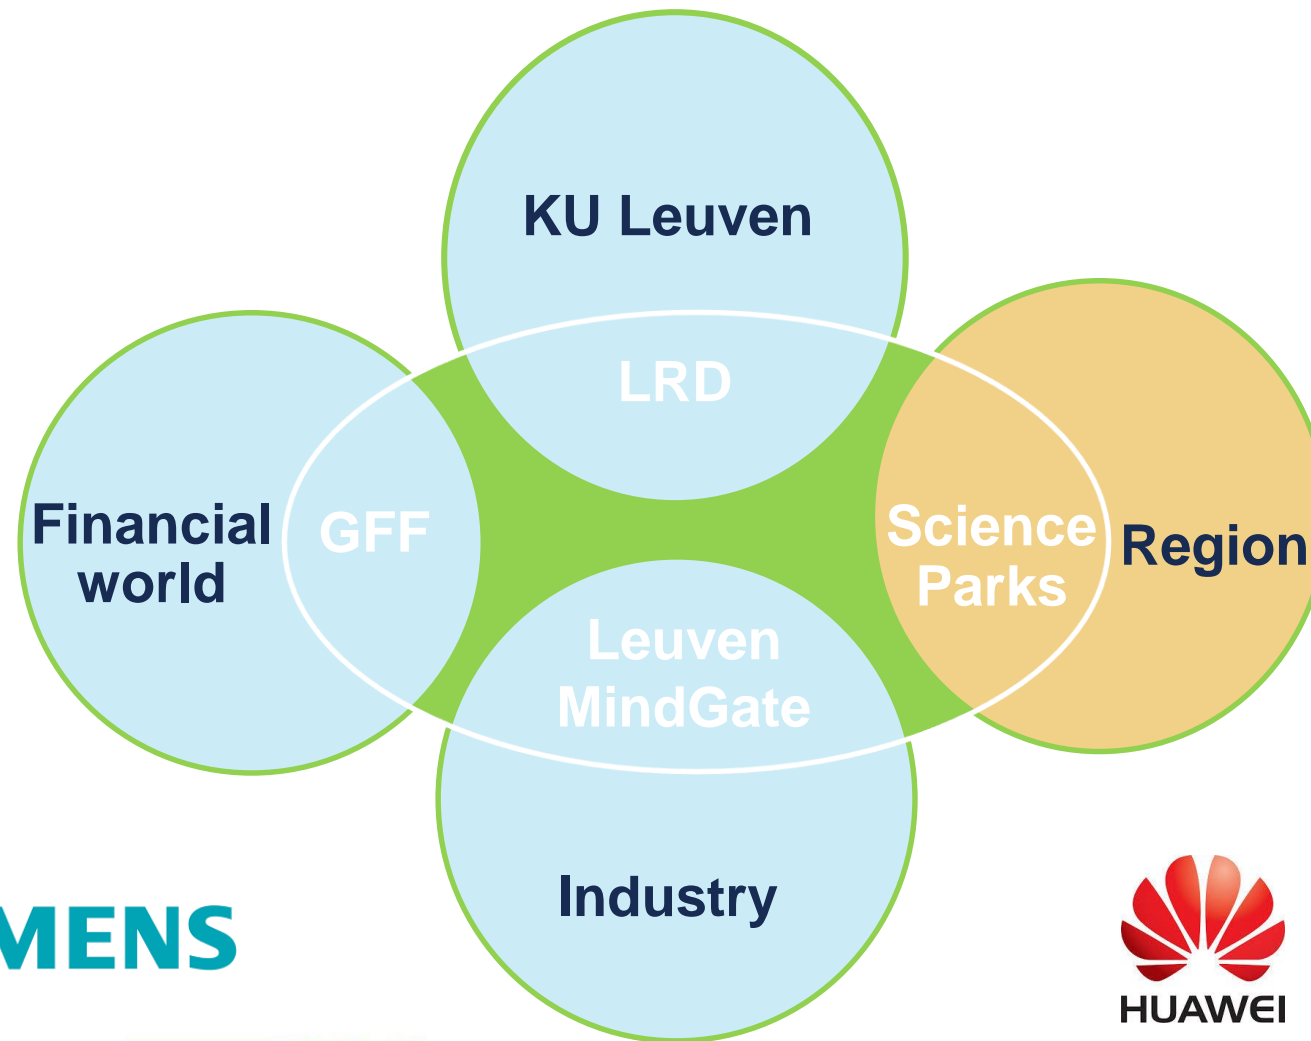 KU Leuven
LRD
Financial
world
GFF
Science
Parks
Region
Leuven
MindGate
Industry
MENS
HUAWEI